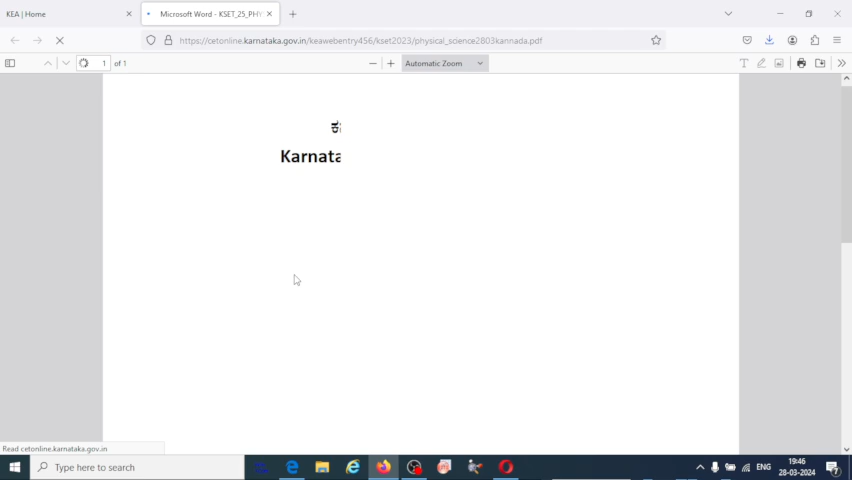 KEA | Home
Microsoft Word - KSET_25_PHY
https://cetonline.karnataka.gov.in/keawebentry456/kset2023/physical_science2803kannada.pdf
1 of 1
Automatic Zoom
Karnata
Read cetonline.karnataka.gov.in
Type here to search
ENG
19:46
28-03-2024